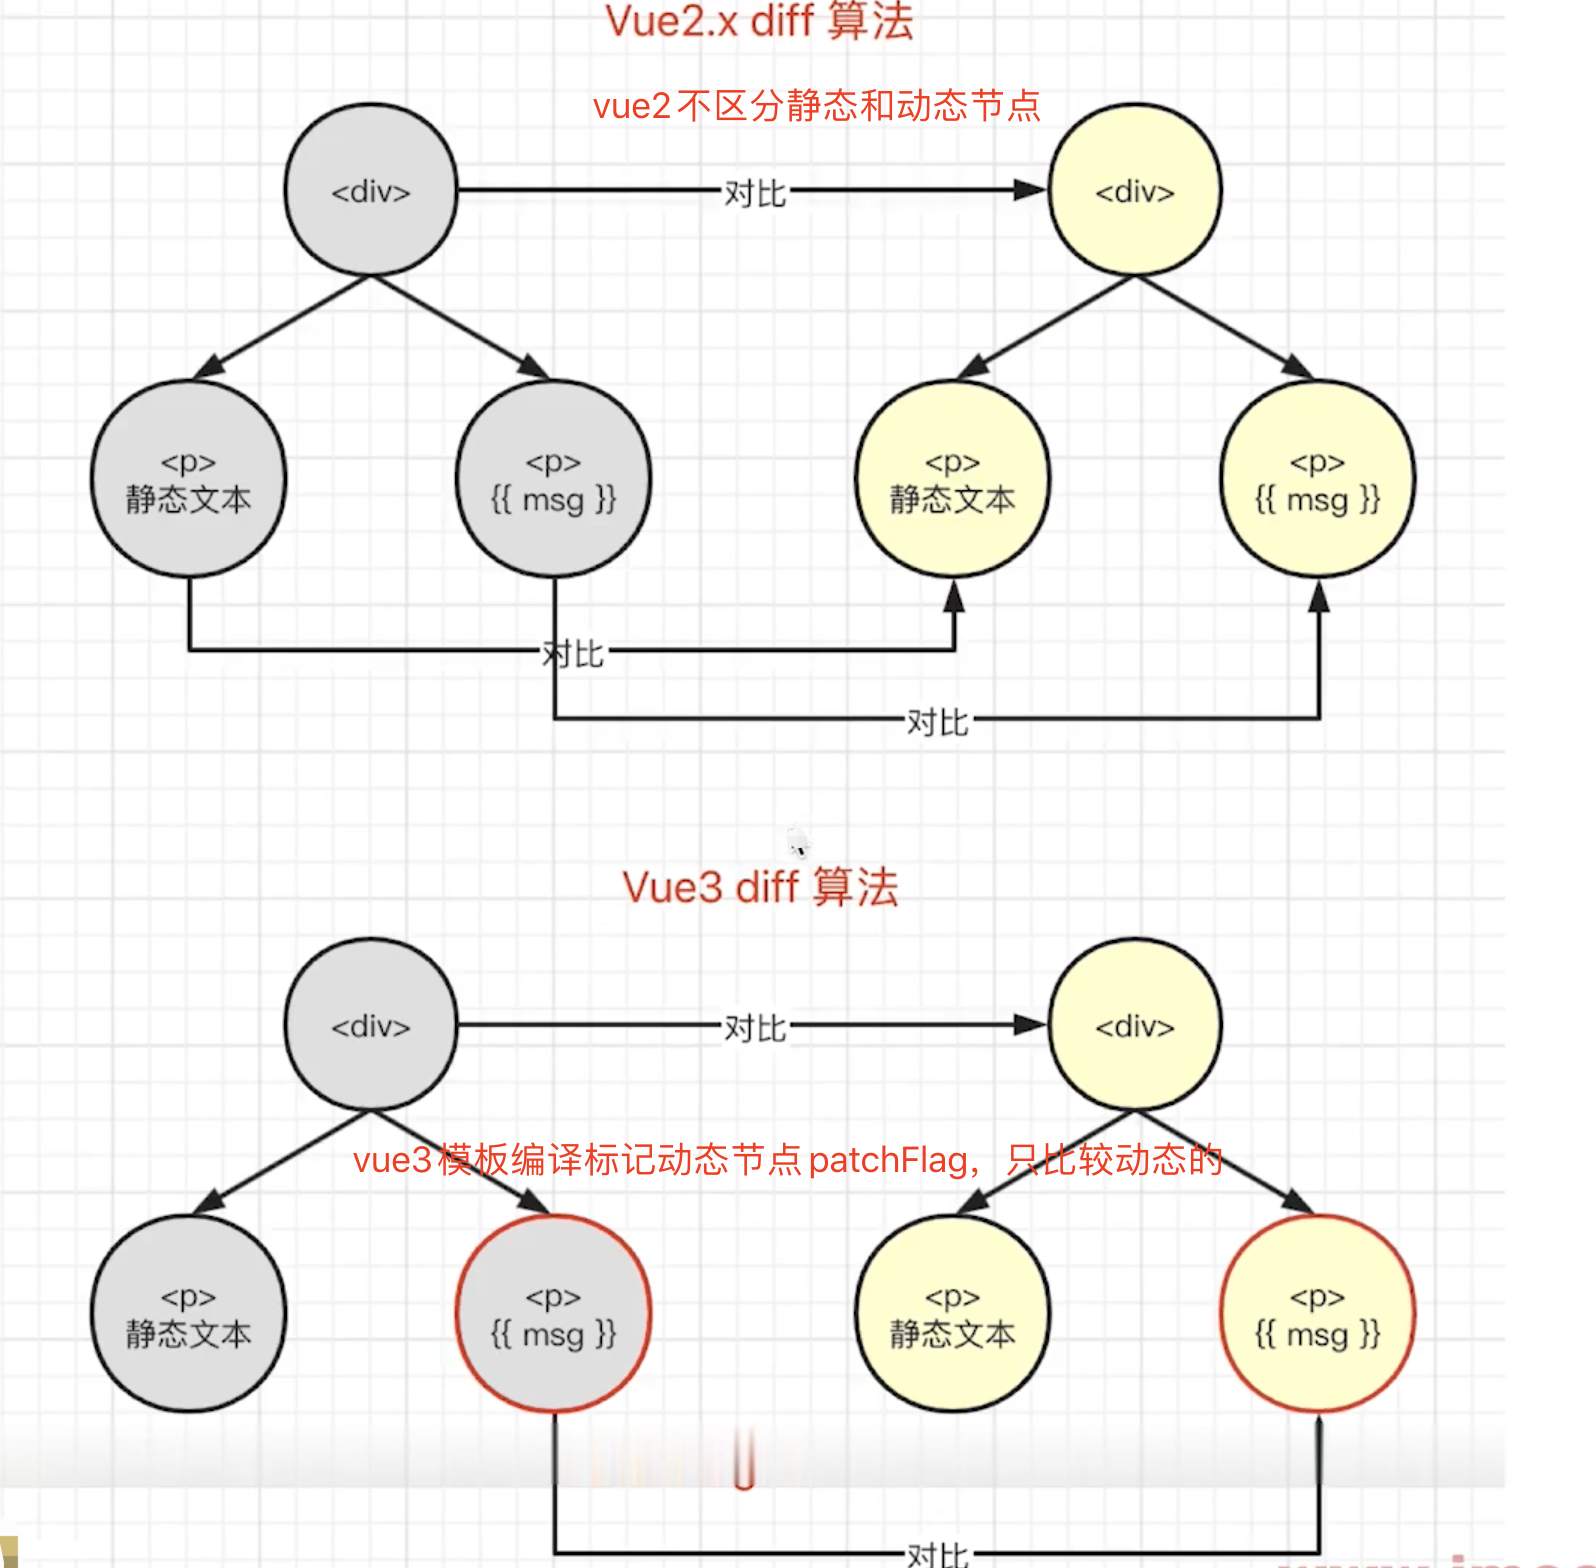 Vue2.x diff 算法
vue2不区分静态和动态节点
<div>
对比
<div>
<p>
静态文本
<p>
{{ msg }}
<p>
静态文本
<p>
{{ msg }}
对比
对比
Vue3 diff 算法
<div>
对比
<div>
vue3模板编译标记动态节点patchFlag，只比较动态的
<p>
静态文本
<p>
{{ msg }}
<p>
静态文本
<p>
{{ msg }}
对比